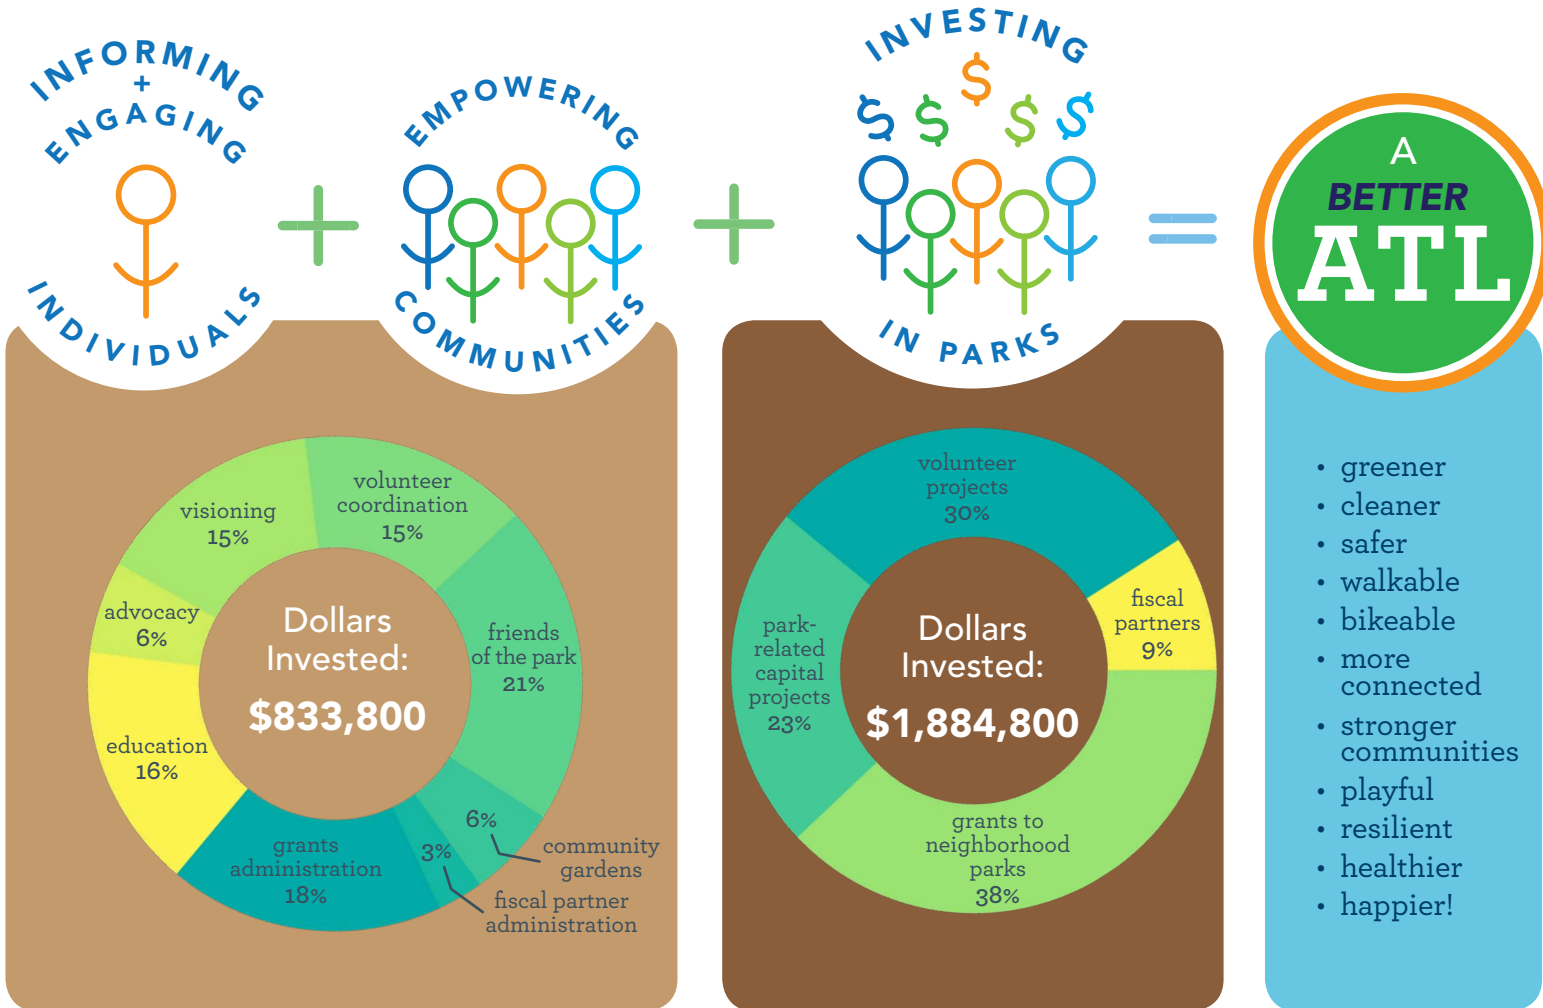 INFORMING
+
ENGAGING
INDIVIDUALS
+
EMPOWERING
COMMUNITIES
+
INVESTING
$ $ $ $ $
IN PARKS
=
A
BETTER
ATL
visioning
15%
volunteer
coordination
15%
friends
of the park
21%
6%
community
gardens
3%
fiscal partner
administration
grants
administration
18%
education
16%
advocacy
6%
Dollars
Invested:
$833,800
volunteer
projects
30%
fiscal
partners
9%
grants to
neighborhood
parks
38%
park-
related
capital
projects
23%
Dollars
Invested:
$1,884,800
• greener
• cleaner
• safer
• walkable
• bikeable
• more
connected
• stronger
communities
• playful
• resilient
• healthier
• happier!